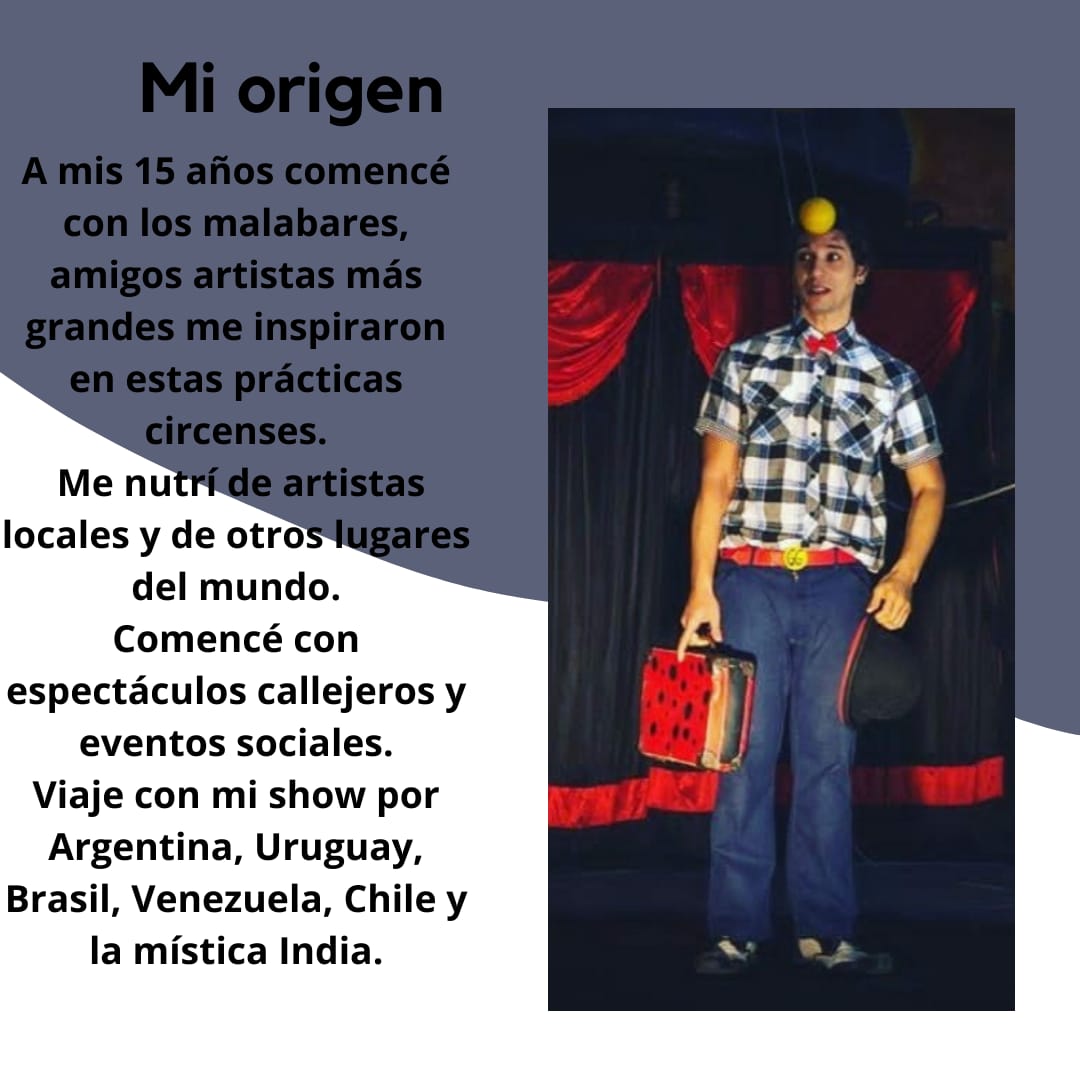 Mi origen
A mis 15 años comencé
con los malabares,
amigos artistas más
grandes me inspiraron
en estas prácticas
circenses.
Me nutrí de artistas
locales y de otros lugares
del mundo.
Comencé con
espectáculos callejeros y
eventos sociales.
Viaje con mi show por
Argentina, Uruguay,
Brasil, Venezuela, Chile y
la mística India.
GG